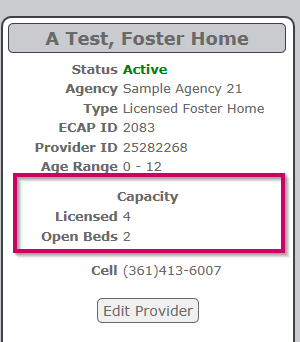 A Test, Foster Home
Status Active
Agency Sample Agency 21
Type Licensed Foster Home
ECAP ID 2083
Provider ID 25282268
Age Range 0 - 12
Capacity
Licensed 4
Open Beds 2
Cell (361)413-6007
Edit Provider